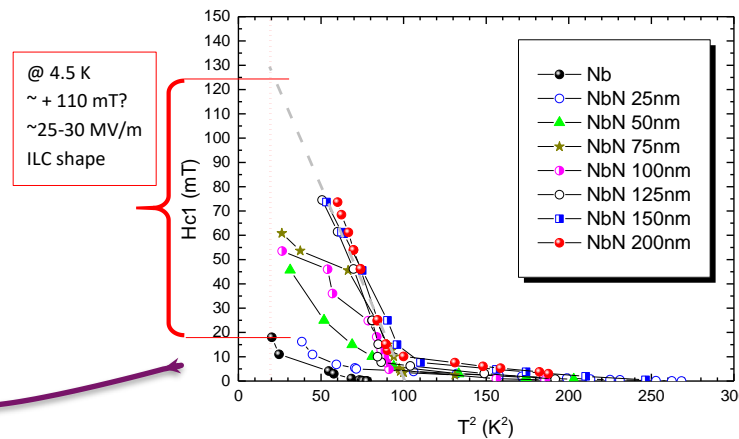 @ 4.5 K
~ + 110 mT?
~25-30 MV/m
ILC shape
Hc1 (mT)
150
140
130
120
110
100
90
80
70
60
50
40
30
20
10
0
0 50 100 150 200 250 30
T² (K²)
Nb
NbN 25nm
NbN 50nm
NbN 75nm
NbN 100nm
NbN 125nm
NbN 150nm
NbN 200nm